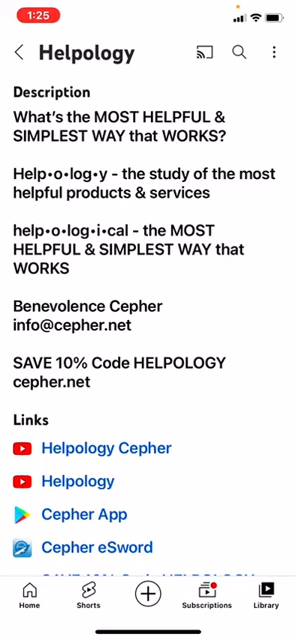 1:25
Helpology
Description
What's the MOST HELPFUL &
SIMPLEST WAY that WORKS?
Help•o•log•y - the study of the most
helpful products & services
help•o•log•i•cal - the MOST
HELPFUL & SIMPLEST WAY that
WORKS
Benevolence Cepher
info@cepher.net
SAVE 10% Code HELPOLOGY
cepher.net
Links
Helpology Cepher
Helpology
Cepher App
Cepher eSword
Home Shorts Subscriptions Library